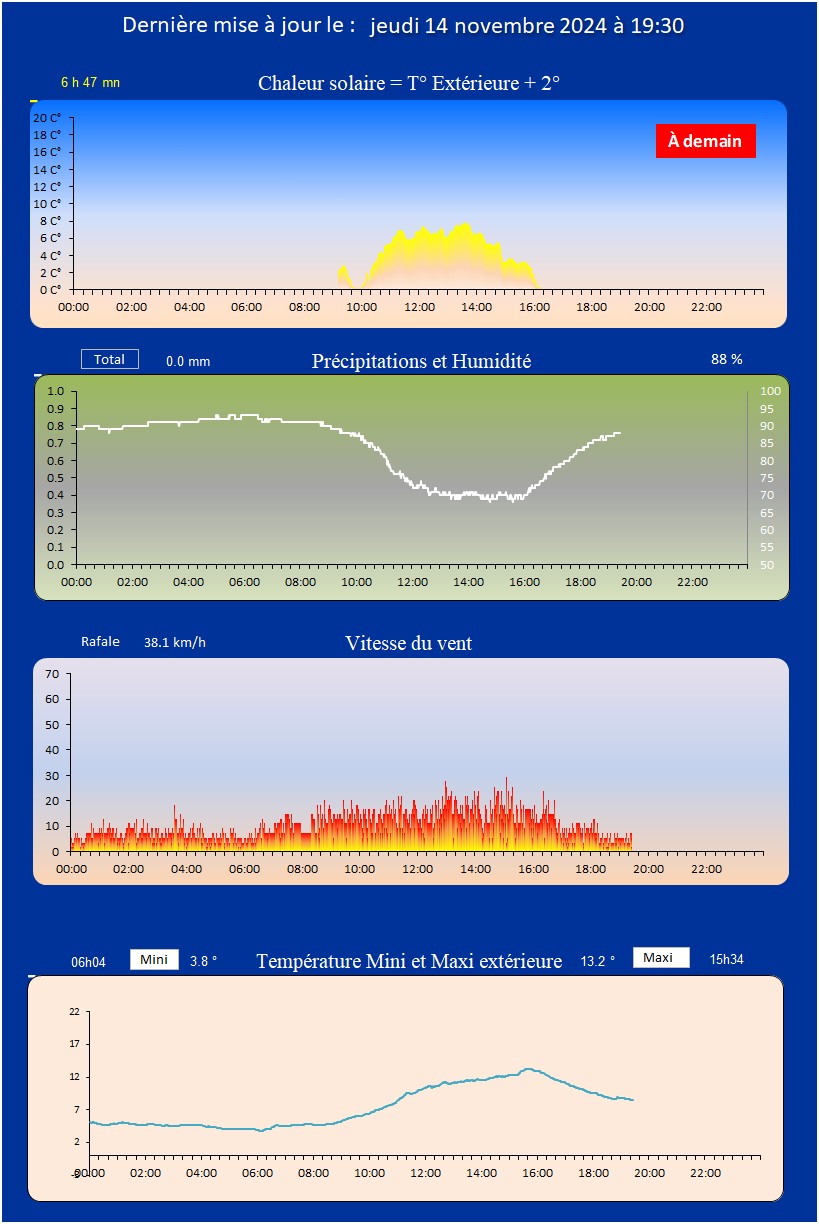 Dernière mise à jour le : jeudi 14 novembre 2024 à 19:30
6 h 47 mn Chaleur solaire = T° Extérieure + 2°
À demain
20 C°
18 C°
16 C°
14 C°
12 C°
10 C°
8 C°
6 C°
4 C°
2 C°
0 C°
00:00 02:00 04:00 06:00 08:00 10:00 12:00 14:00 16:00 18:00 20:00 22:00
Total 0.0 mm Précipitations et Humidité 88 %
1.0 100
0.9 95
0.8 90
0.7 85
0.6 80
0.5 75
0.4 70
0.3 65
0.2 60
0.1 55
0.0 50
00:00 02:00 04:00 06:00 08:00 10:00 12:00 14:00 16:00 18:00 20:00 22:00
Rafale 38.1 km/h Vitesse du vent
70
60
50
40
30
20
10
0
00:00 02:00 04:00 06:00 08:00 10:00 12:00 14:00 16:00 18:00 20:00 22:00
06h04 Mini 3.8 ° Température Mini et Maxi extérieure 13.2 ° Maxi 15h34
22
17
12
7
2
-3
00:00 02:00 04:00 06:00 08:00 10:00 12:00 14:00 16:00 18:00 20:00 22:00